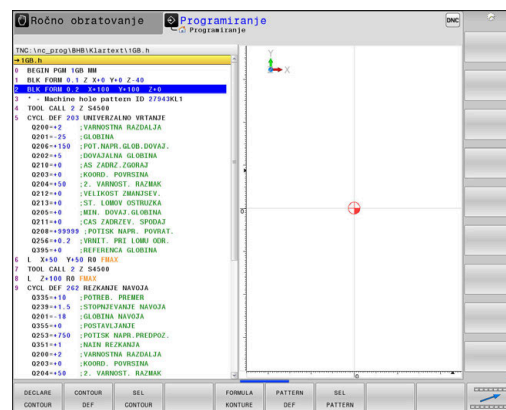 Ročno obratovanje
Programiranje
Programiranje
DNC
TNC:\nc_prog\BHB\Klartext\1GB.h
→1GB.h
0 BEGIN PGM 1GB MM
1 BLK FORM 0.1 Z X+0 Y+0 Z-40
2 BLK FORM 0.2 X+100 Y+100 Z+0
3 * - Machine hole pattern ID 27943KL1
4 TOOL CALL 2 Z S4500
5 CYCL DEF 203 UNIVERZALNO VRTANJE
Q200=+2 ;VARNOSTNA RAZDALJA
Q201=-25 ;GLOBINA
Q206=+150 ;POT.NAPR.GLOB.DOVAJ.
Q202=+5 ;DOVAJALNA GLOBINA
Q210=+0 ;AS ZADRZ.ZGORAJ
Q203=+0 ;KOORD. POVRSINA
Q204=+50 ;2. VARNOST. RAZMAK
Q212=+0 ;VELIKOST ZMANJSEV.
Q213=+0 ;ST. LOMOV OSTRUZKA
Q205=+0 ;MIN. DOVAJ.GLOBINA
Q211=+0 ;CAS ZADRZEV. SPODAJ
Q208=+99999 ;POTISK NAPR. POVRAT.
Q256=+0.2 ;VRNIT. PRI LOMU ODR.
Q395=+0 ;REFERENCA GLOBINA
6 L X+50 Y+50 R0 FMAX
7 TOOL CALL 2 Z S4500
8 L Z+100 R0 FMAX
9 CYCL DEF 262 REZKANJE NAVOJA
Q335=+10 ;POTREB. PREMER
Q239=+1.5 ;STOPNJEVANJE NAVOJA
Q201=-18 ;GLOBINA NAVOJA
Q355=+0 ;POSTAVLJANJE
Q253=+750 ;POTISK NAPR.PREDPOZ.
Q351=+1 ;NAIN REZKANJA
Q200=+2 ;VARNOSTNA RAZDALJA
Q203=+0 ;KOORD. POVRSINA
Q204=+50 ;2. VARNOST. RAZMAK
Y
X
0
0
DECLARE CONTOUR
CONTOUR DEF
SEL CONTOUR
FORMULA KONTURE
PATTERN DEF
SEL PATTERN